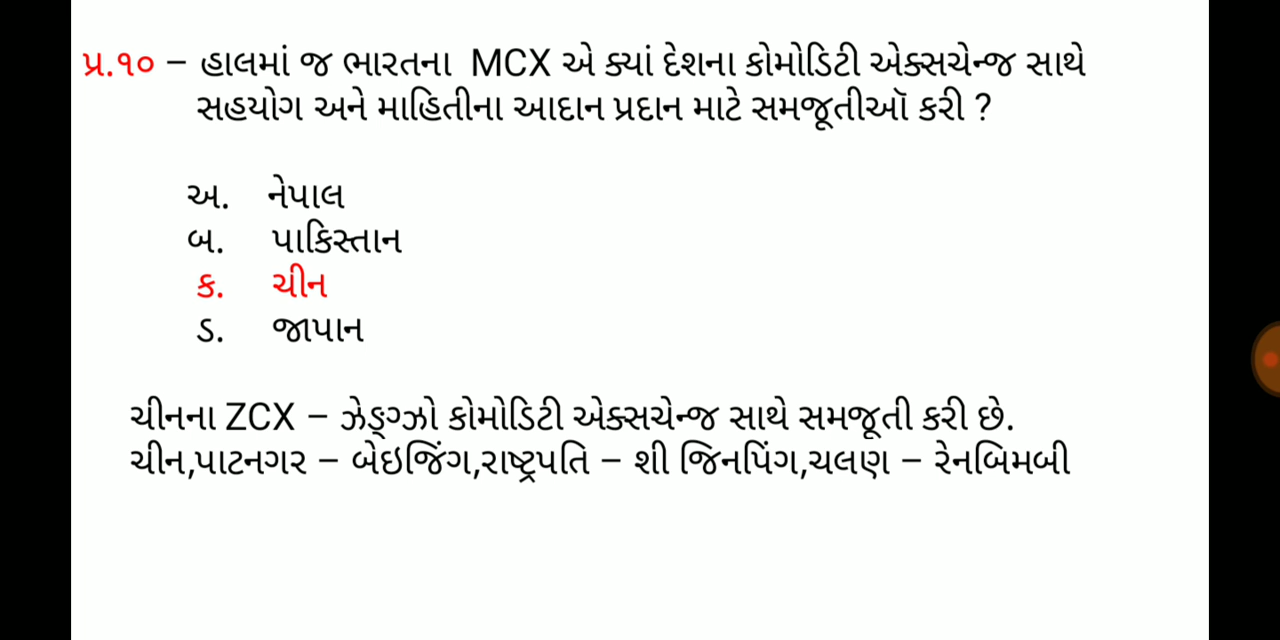 પ્ર.૧૦ – હાલમાં જ ભારતના MCX એ ક્યાં દેશના કોમોડિટી એક્સચેન્જ સાથે
સહયોગ અને માહિતીના આદાન પ્રદાન માટે સમજૂતીઑ કરી ?
અ. નેપાલ
બ. પાકિસ્તાન
ક. ચીન
ડ. જાપાન
ચીનના ZCX – ઝેઙ્ગ્ઝો કોમોડિટી એક્સચેન્જ સાથે સમજૂતી કરી છે.
ચીન,પાટનગર – બેઇજિંગ,રાષ્ટ્રપતિ – શી જિનપિંગ,ચલણ – રેનબિમબી